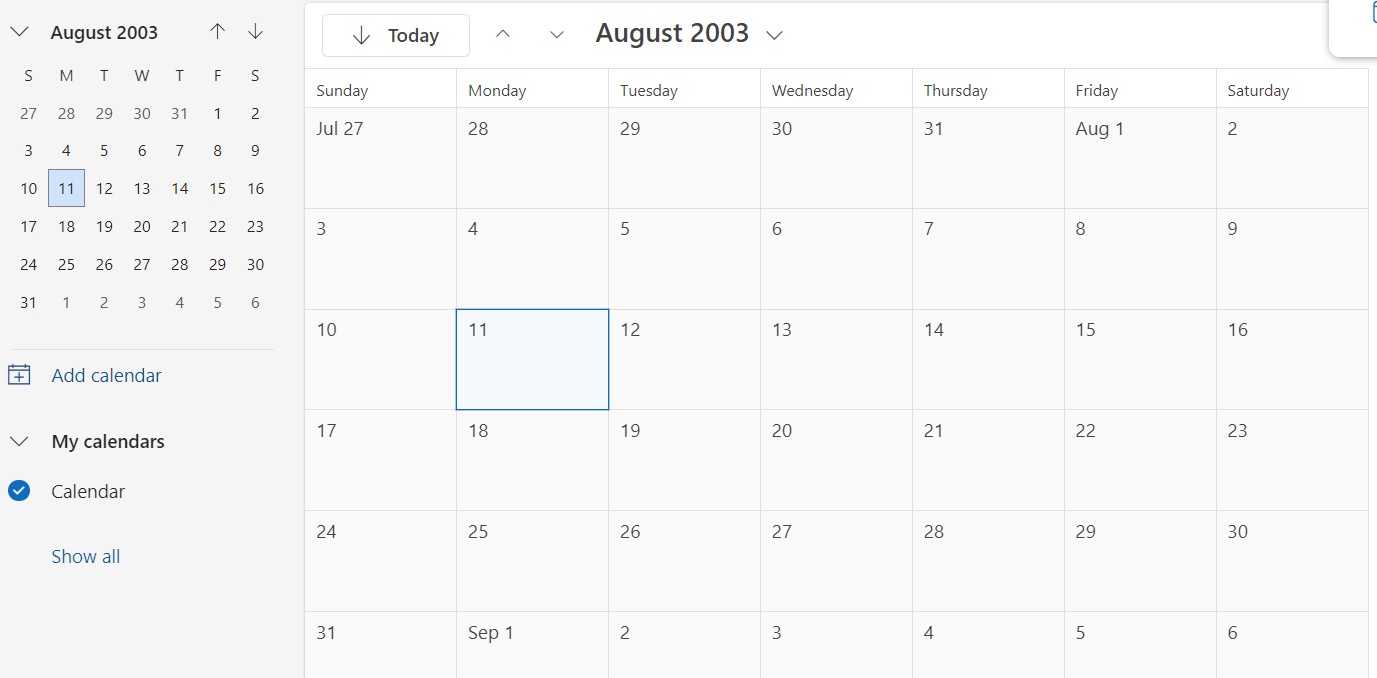 August 2003
S M T W T F S
27 28 29 30 31 1 2
3 4 5 6 7 8 9
10 11 12 13 14 15 16
17 18 19 20 21 22 23
24 25 26 27 28 29 30
31 1 2 3 4 5 6
Add calendar
My calendars
Calendar
Show all
Today August 2003
Sunday Monday Tuesday Wednesday Thursday Friday Saturday
Jul 27 28 29 30 31 Aug 1 2
3 4 5 6 7 8 9
10 11 12 13 14 15 16
17 18 19 20 21 22 23
24 25 26 27 28 29 30
31 Sep 1 2 3 4 5 6